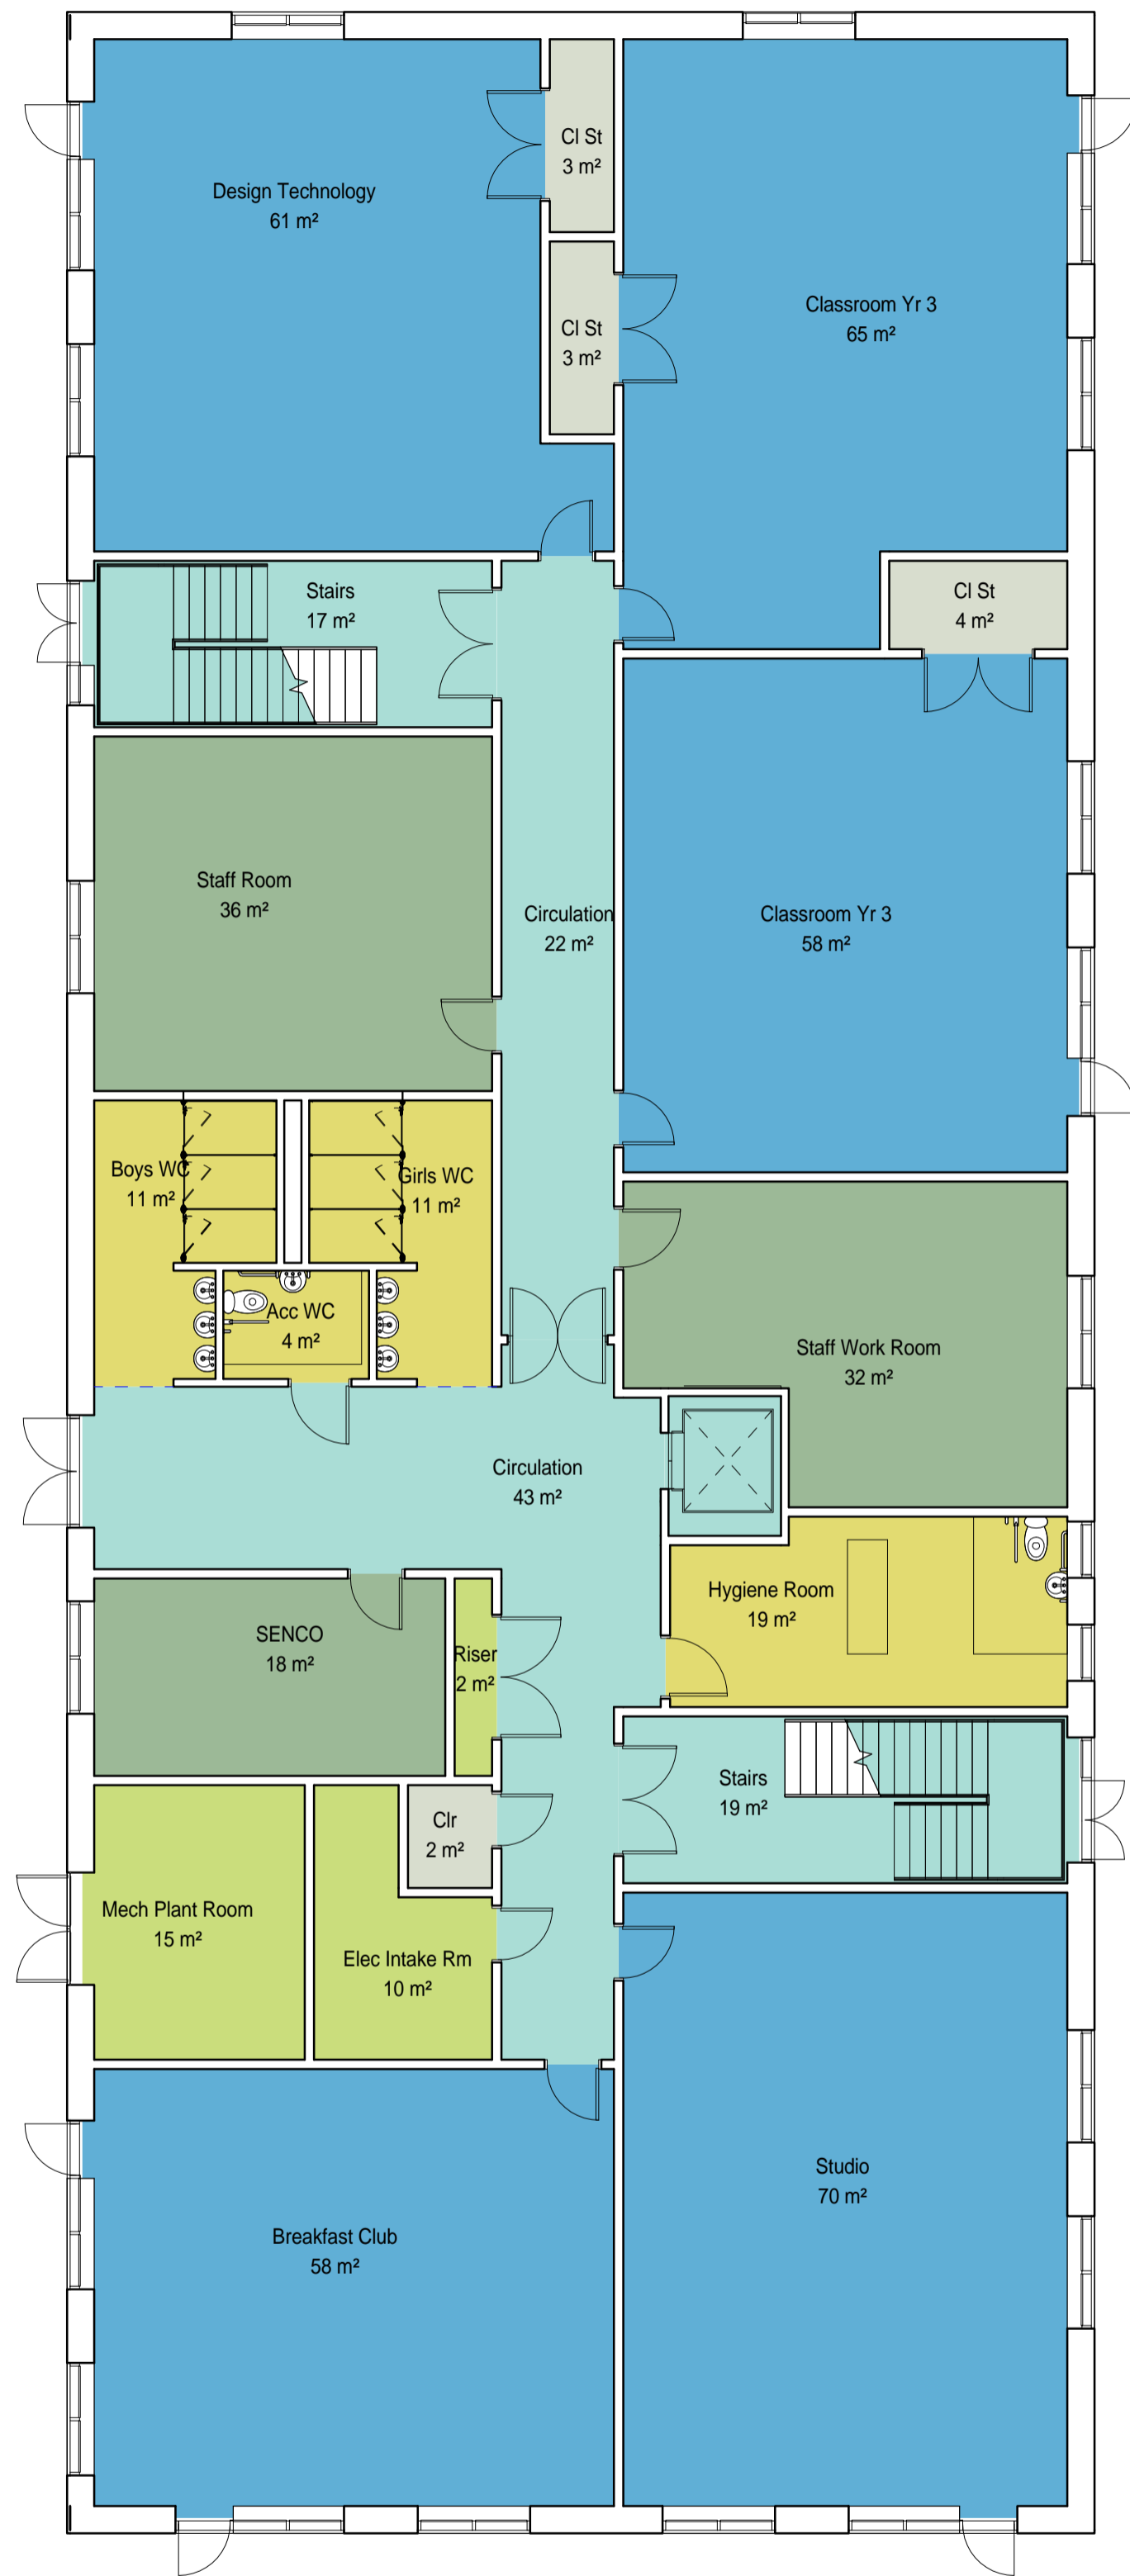 Cl St
3 m²
Design Technology
61 m²
Classroom Yr 3
65 m²
Cl St
3 m²
Stairs
17 m²
Cl St
4 m²
Staff Room
36 m²
Circulation
22 m²
Classroom Yr 3
58 m²
Boys WC
11 m²
Girls WC
11 m²
Acc WC
4 m²
Staff Work Room
32 m²
Circulation
43 m²
Hygiene Room
19 m²
SENCO
18 m²
Riser
2 m²
Stairs
19 m²
Clr
2 m²
Mech Plant Room
15 m²
Elec Intake Rm
10 m²
Studio
70 m²
Breakfast Club
58 m²